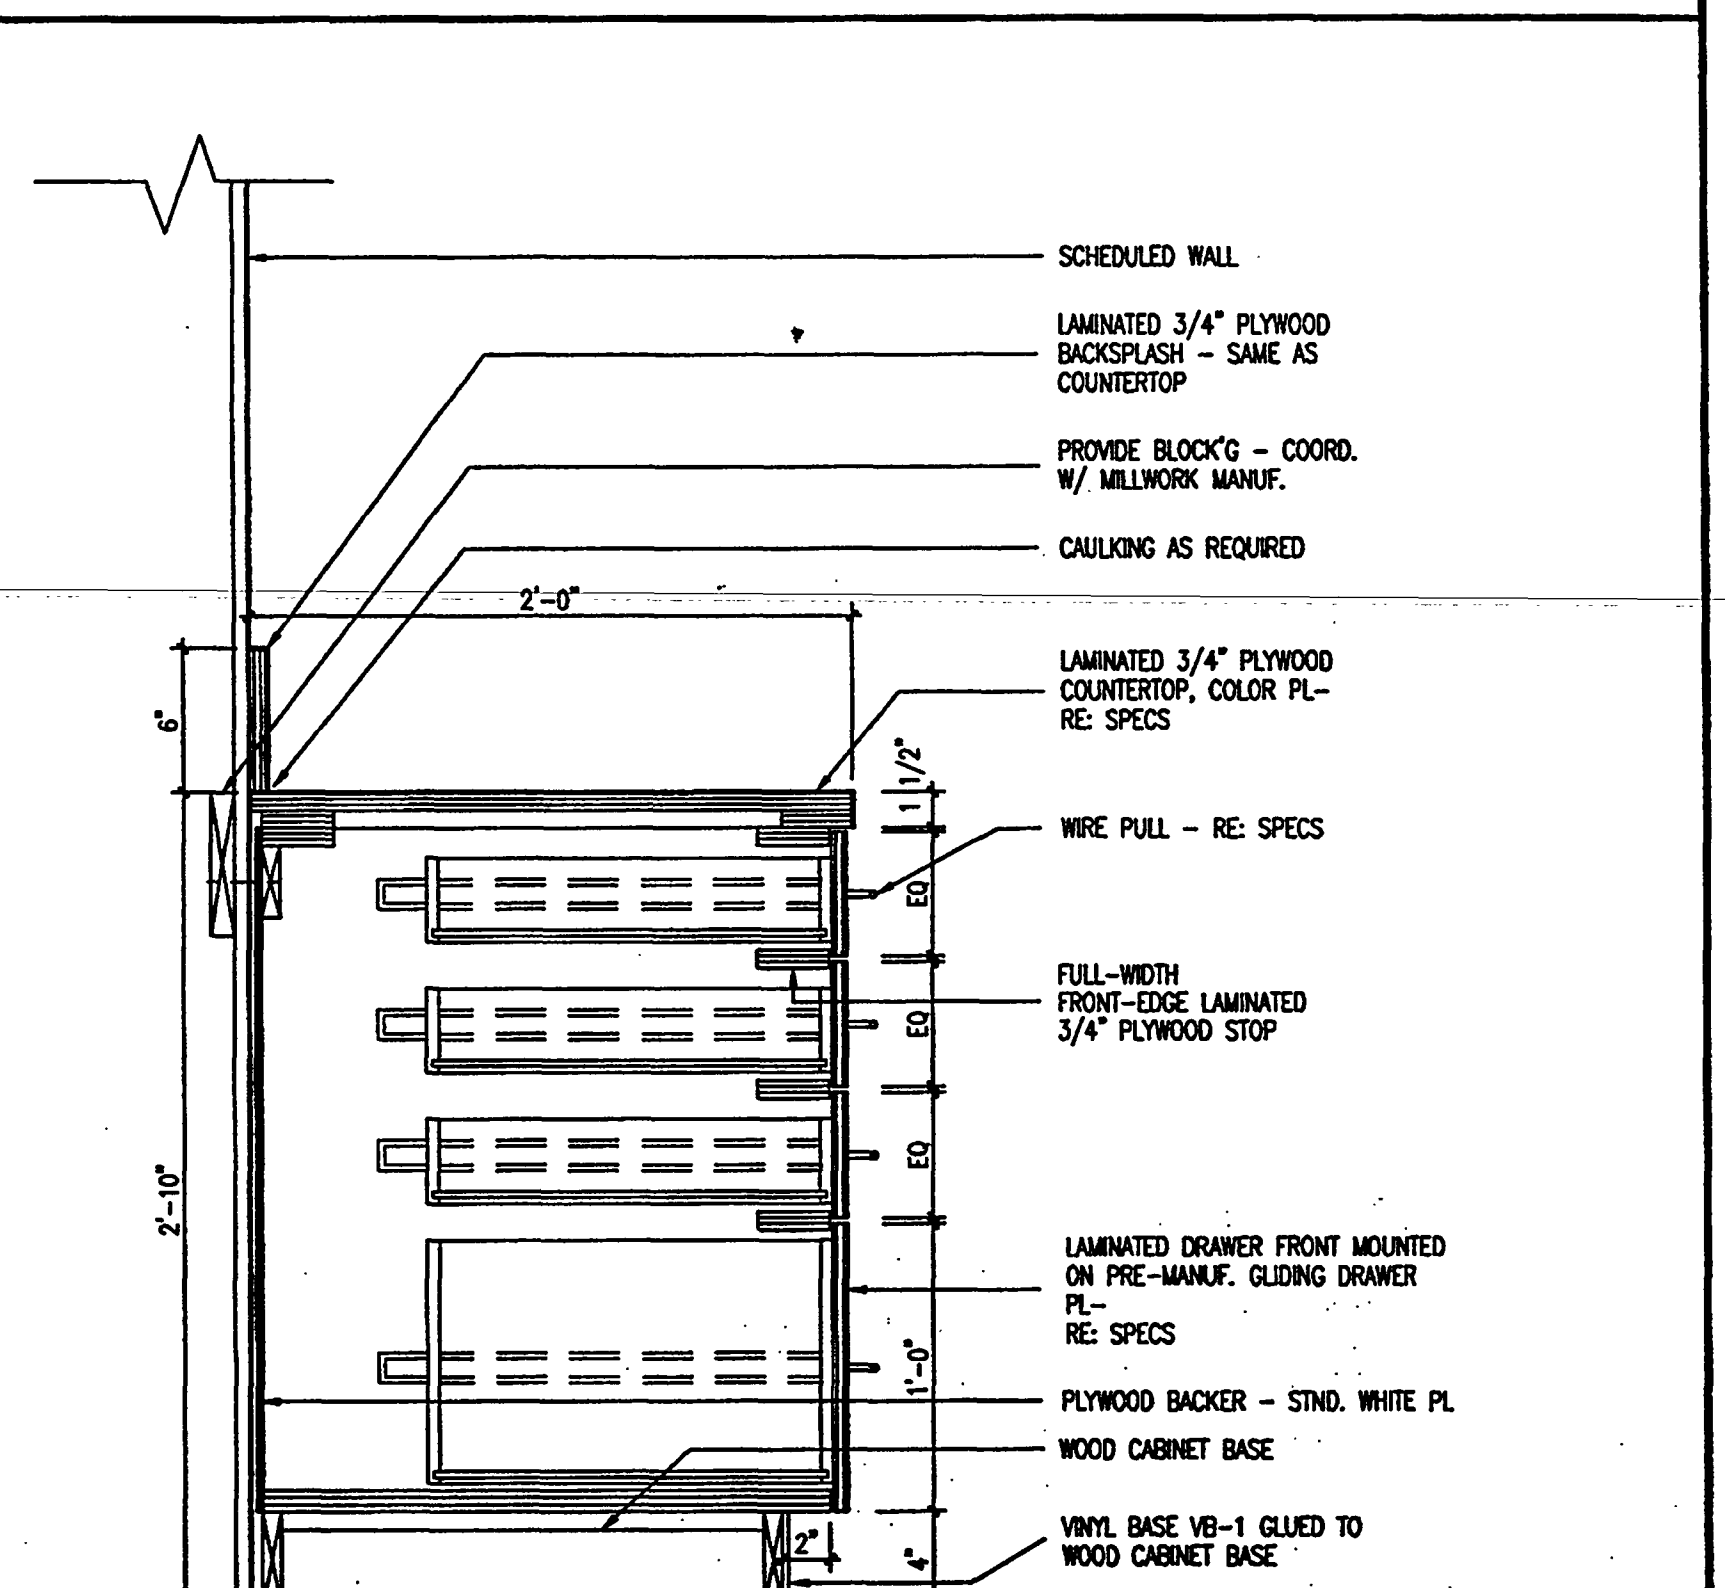 SCHEDULED WALL
LAMINATED 3/4" PLYWOOD
BACKSPLASH - SAME AS
COUNTERTOP
PROVIDE BLOCK'G - COORD.
W/ MILLWORK MANUF.
CAULKING AS REQUIRED
2'-0"
6"
LAMINATED 3/4" PLYWOOD
COUNTERTOP, COLOR PL-
RE: SPECS
1 1/2"
WIRE PULL - RE: SPECS
EQ
FULL-WIDTH
FRONT-EDGE LAMINATED
3/4" PLYWOOD STOP
EQ
EQ
2'-10"
LAMINATED DRAWER FRONT MOUNTED
ON PRE-MANUF. GLIDING DRAWER
PL-
RE: SPECS
1'-0"
PLYWOOD BACKER - STND. WHITE PL
WOOD CABINET BASE
2"
4"
VINYL BASE VB-1 GLUED TO
WOOD CABINET BASE